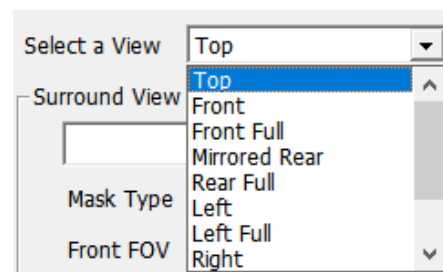 Select a View Top
Top
Surround View
Front
Front Full
Mirrored Rear
Rear Full
Mask Type
Left
Left Full
Front FOV
Right